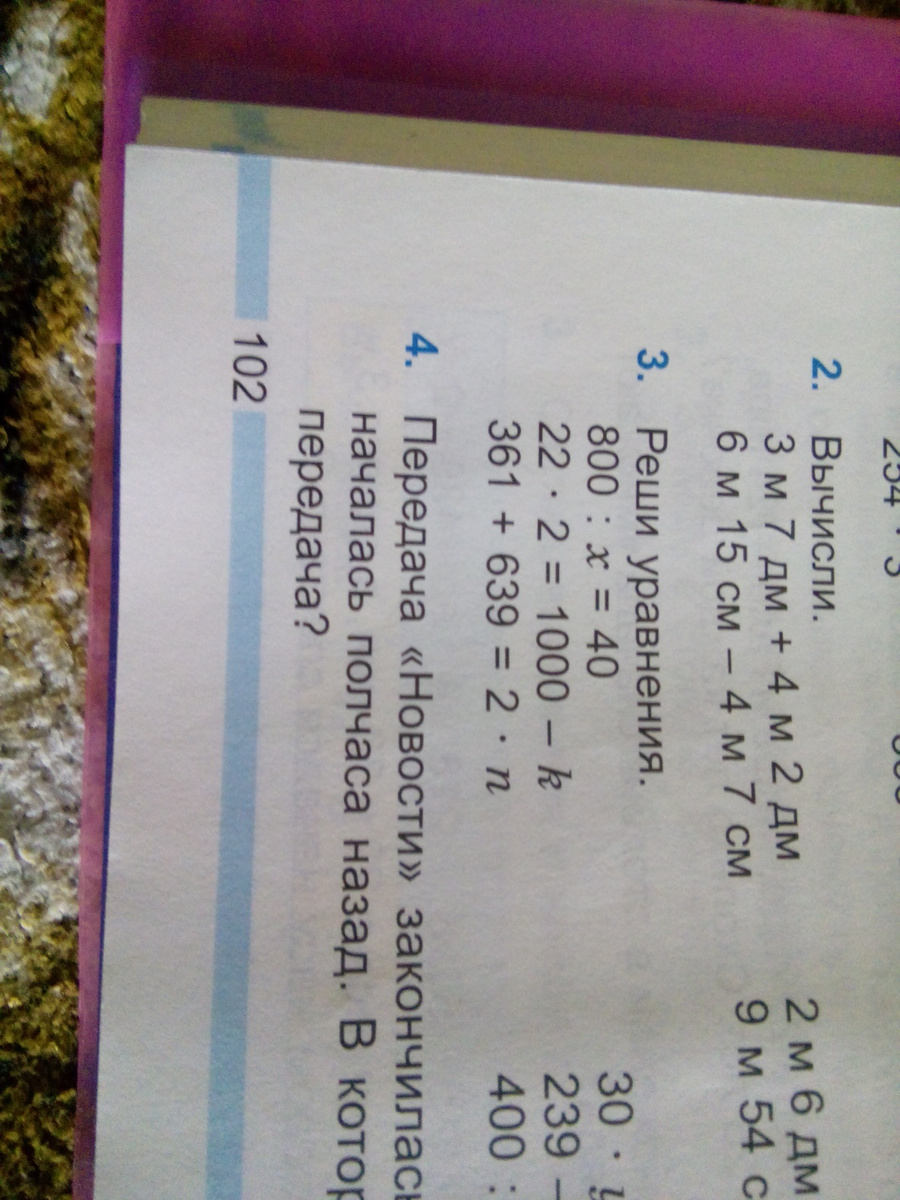 254 · 3
2. Вычисли.
3 м 7 дм + 4 м 2 дм 2 м 6 дм
6 м 15 см – 4 м 7 см 9 м 54 с
3. Реши уравнения.
800 : x = 40 30 · y
22 · 2 = 1000 – k 239 –
361 + 639 = 2 · n 400 :
4. Передача «Новости» закончилась
началась полчаса назад. В котор
передача?
102